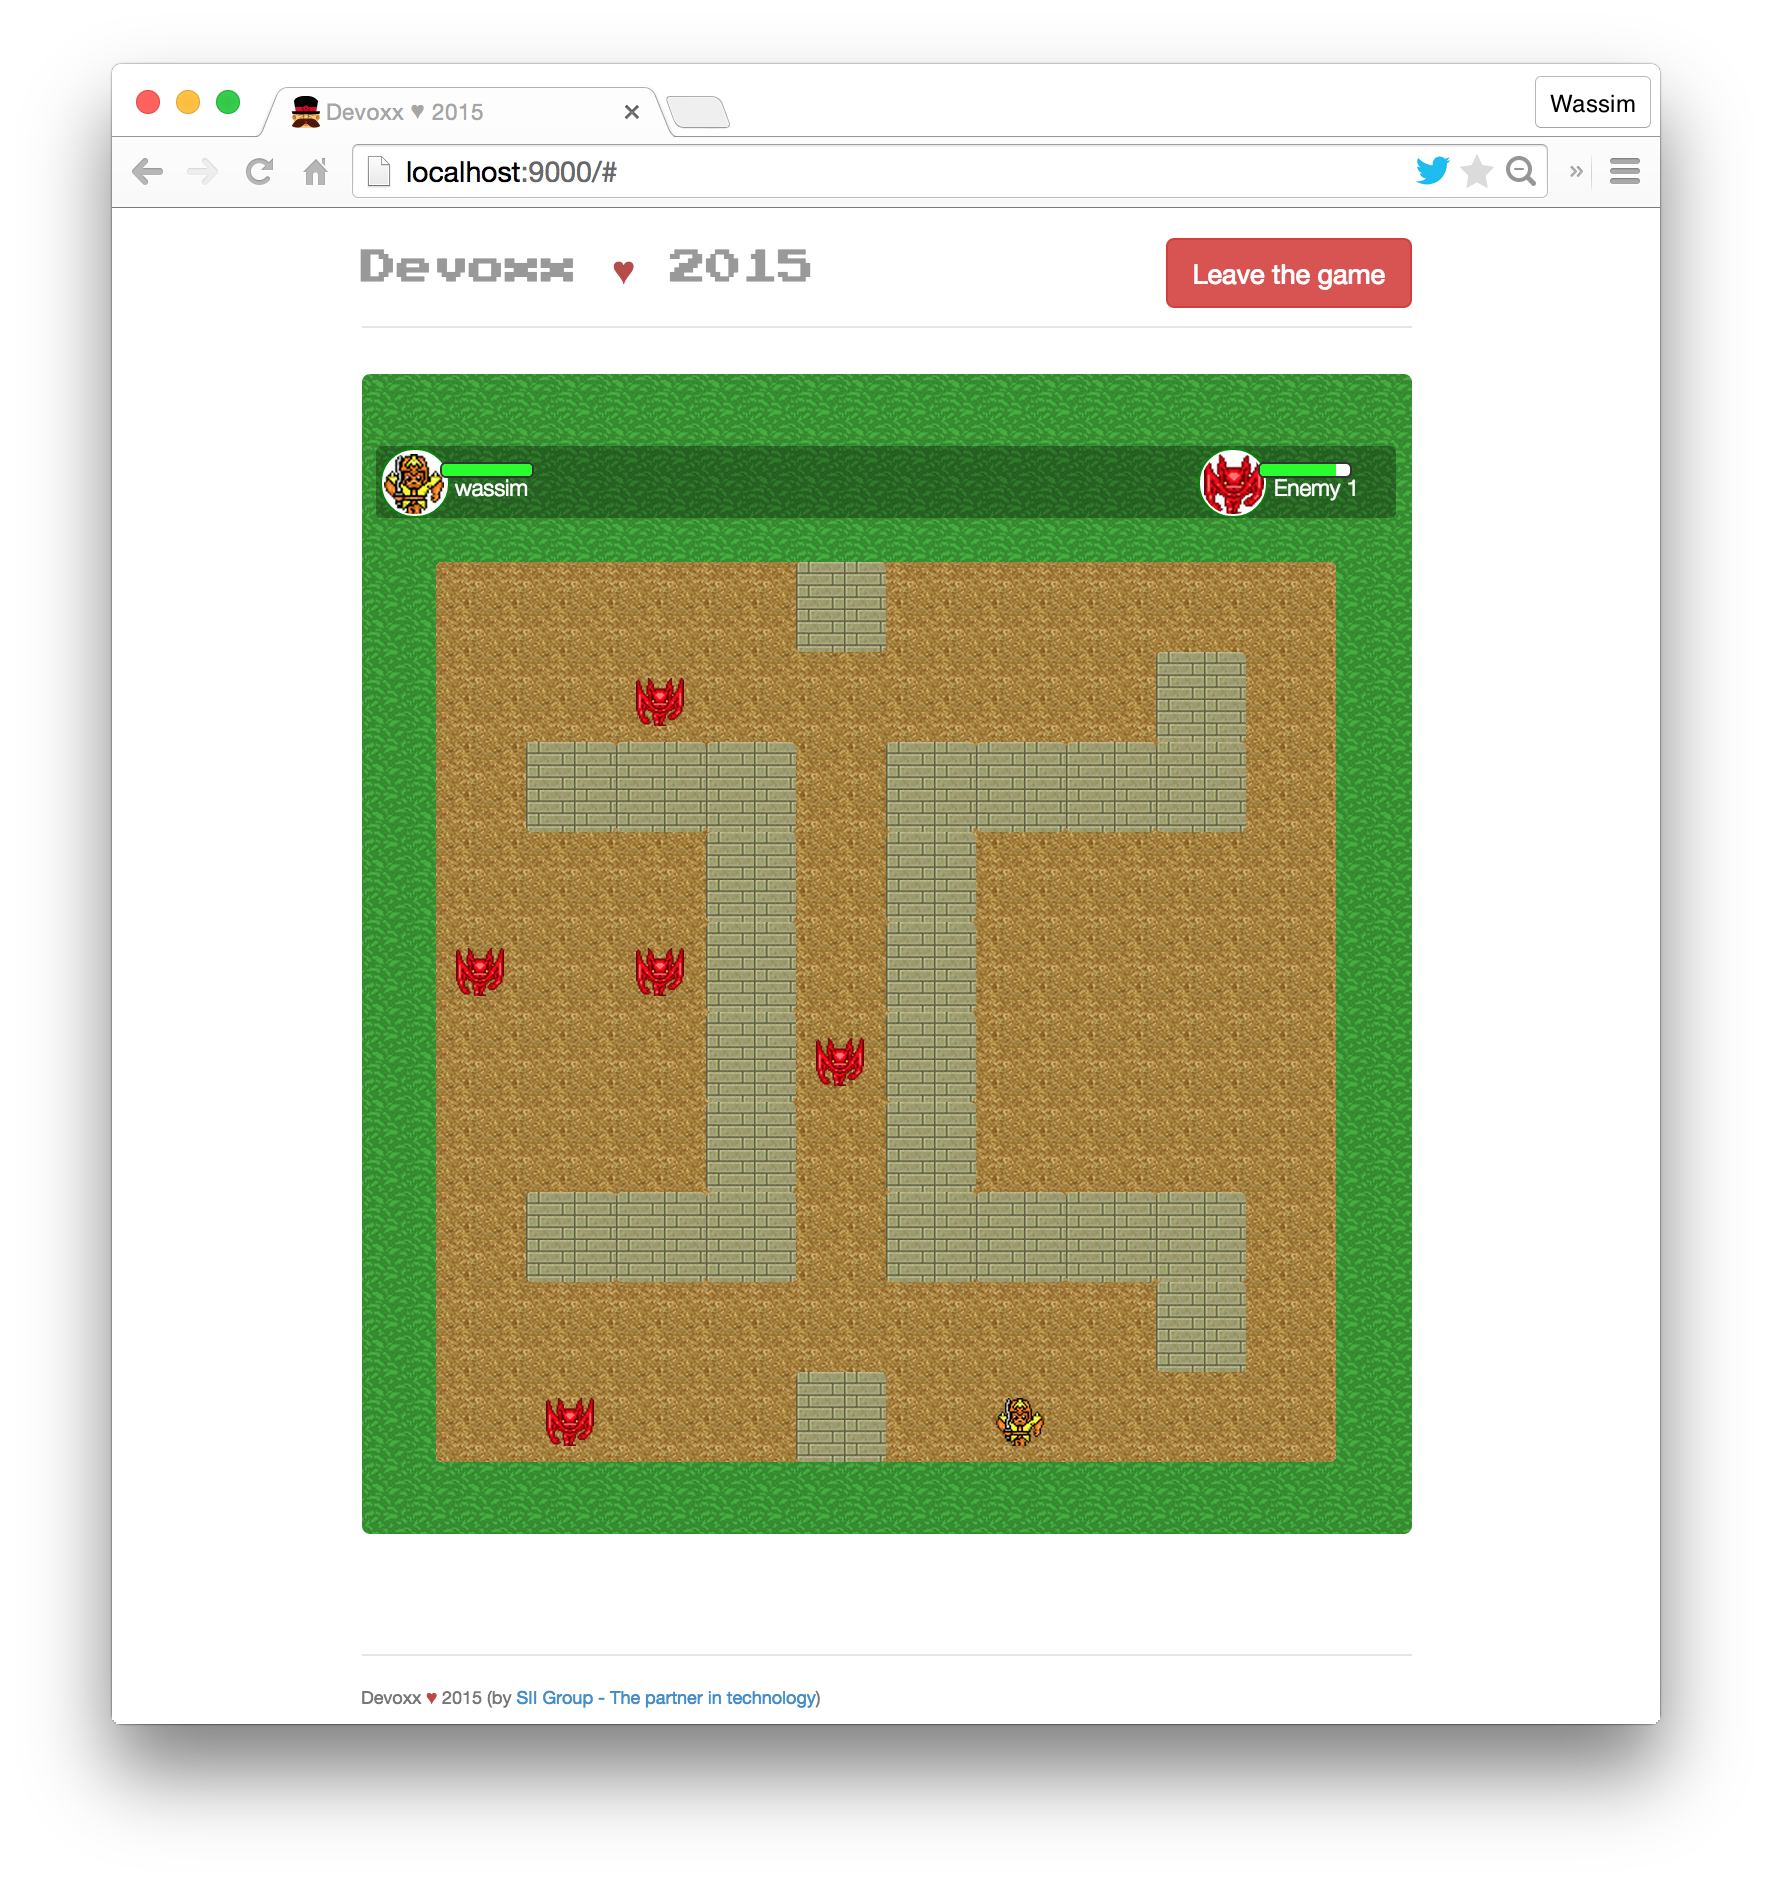 Devoxx ♥ 2015
Wassim
localhost:9000/#
Devoxx ♥ 2015
Leave the game
wassim
Enemy 1
Devoxx ♥ 2015 (by SII Group - The partner in technology)